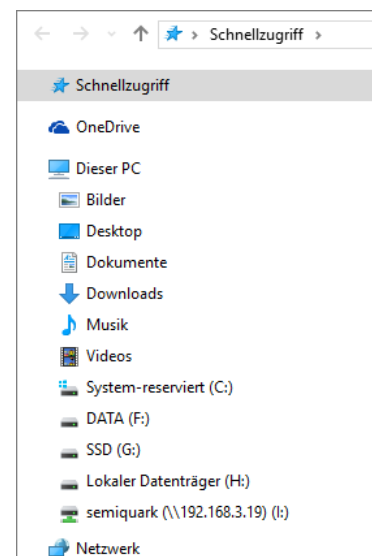 Schnellzugriff
Schnellzugriff
OneDrive
Dieser PC
Bilder
Desktop
Dokumente
Downloads
Musik
Videos
System-reserviert (C:)
DATA (F:)
SSD (G:)
Lokaler Datenträger (H:)
semiquark (\\192.168.3.19) (I:)
Netzwerk